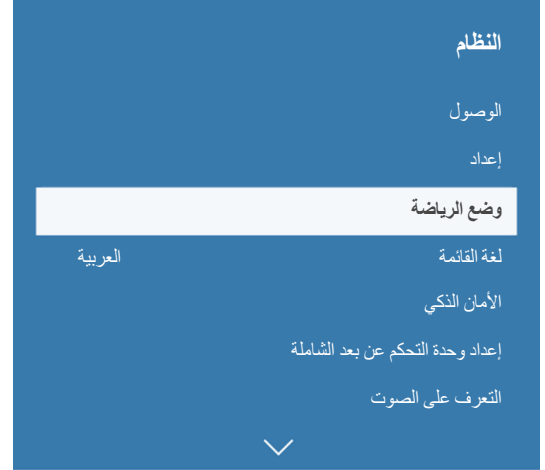 النظام
الوصول
إعداد
وضع الرياضة
لغة القائمة العربية
الأمان الذكي
إعداد وحدة التحكم عن بعد الشاملة
التعرف على الصوت